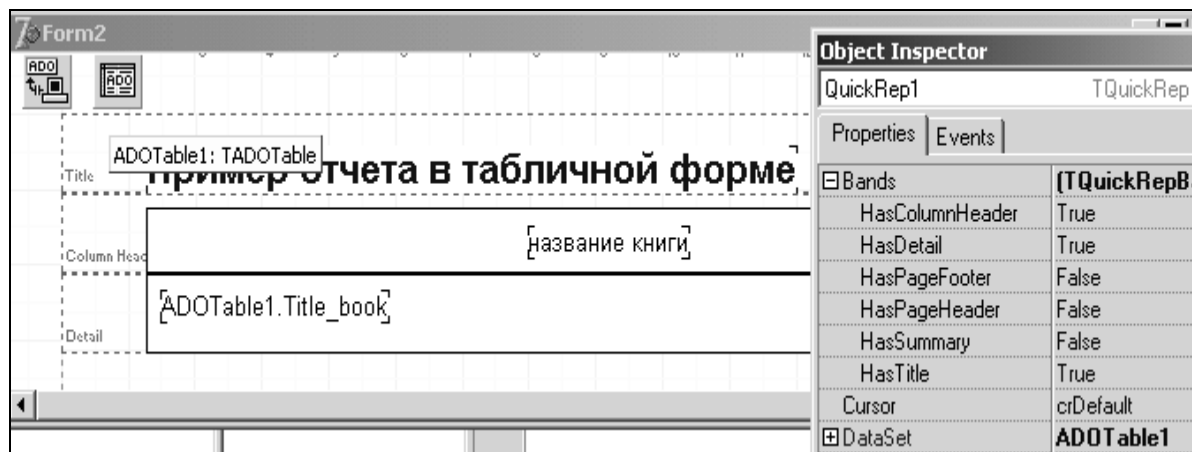 Form2
ADO
ADO
ADOTable1: TADOTable
Title
Пример отчета в табличной форме
Column Head
название книги
ADOTable1.Title_book
Detail
Object Inspector
QuickRep1 TQuickRep
Properties Events
Bands (TQuickRepB
HasColumnHeader True
HasDetail True
HasPageFooter False
HasPageHeader False
HasSummary False
HasTitle True
Cursor crDefault
DataSet ADOTable1